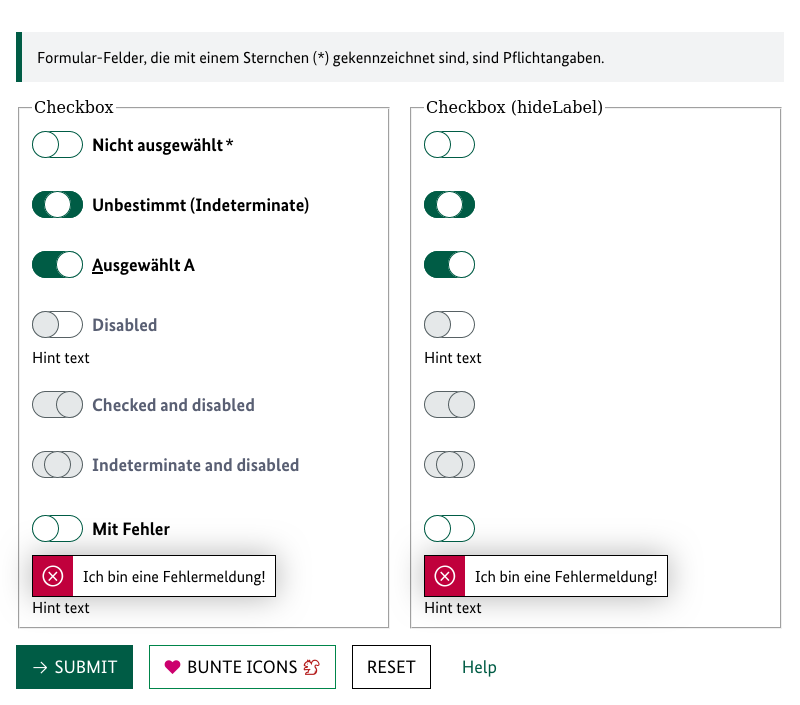 Formular-Felder, die mit einem Sternchen (*) gekennzeichnet sind, sind Pflichtangaben.
Checkbox
Nicht ausgewählt *
Unbestimmt (Indeterminate)
Ausgewählt A
Disabled
Hint text
Checked and disabled
Indeterminate and disabled
Mit Fehler
Ich bin eine Fehlermeldung!
Hint text
Checkbox (hideLabel)
Hint text
Ich bin eine Fehlermeldung!
Hint text
SUBMIT
BUNTE ICONS
RESET
Help